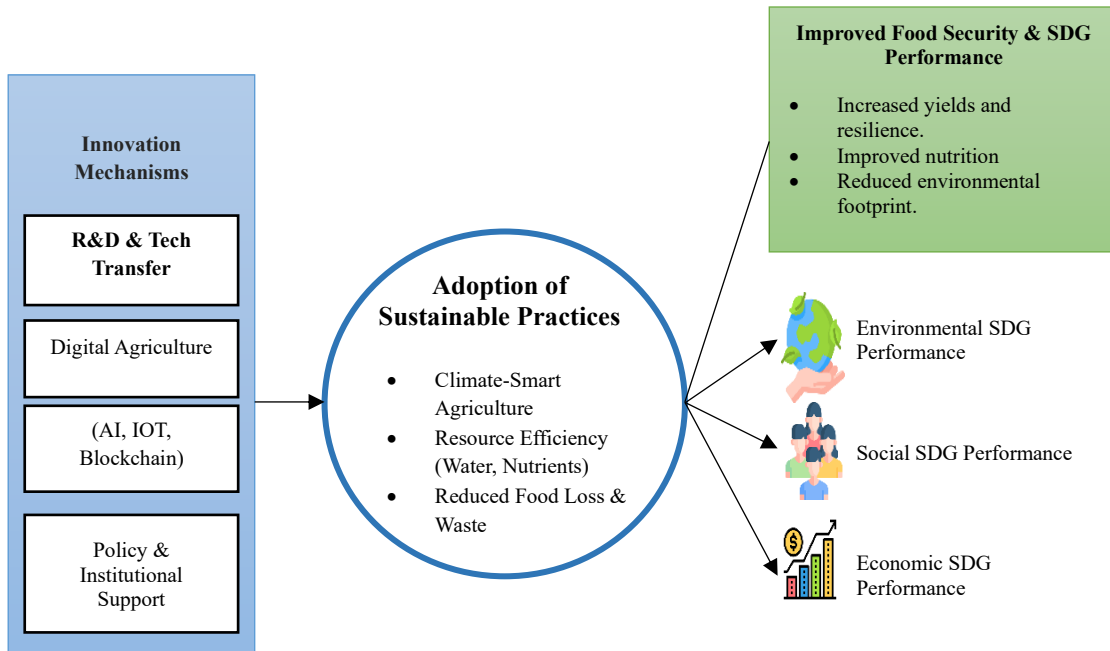 Innovation
Mechanisms
R&D & Tech
Transfer
Digital Agriculture
(AI, IOT,
Blockchain)
Policy &
Institutional
Support
Adoption of
Sustainable Practices
• Climate-Smart
Agriculture
• Resource Efficiency
(Water, Nutrients)
• Reduced Food Loss &
Waste
Improved Food Security & SDG
Performance
• Increased yields and
resilience.
• Improved nutrition
• Reduced environmental
footprint.
Environmental SDG
Performance
Social SDG Performance
Economic SDG
Performance